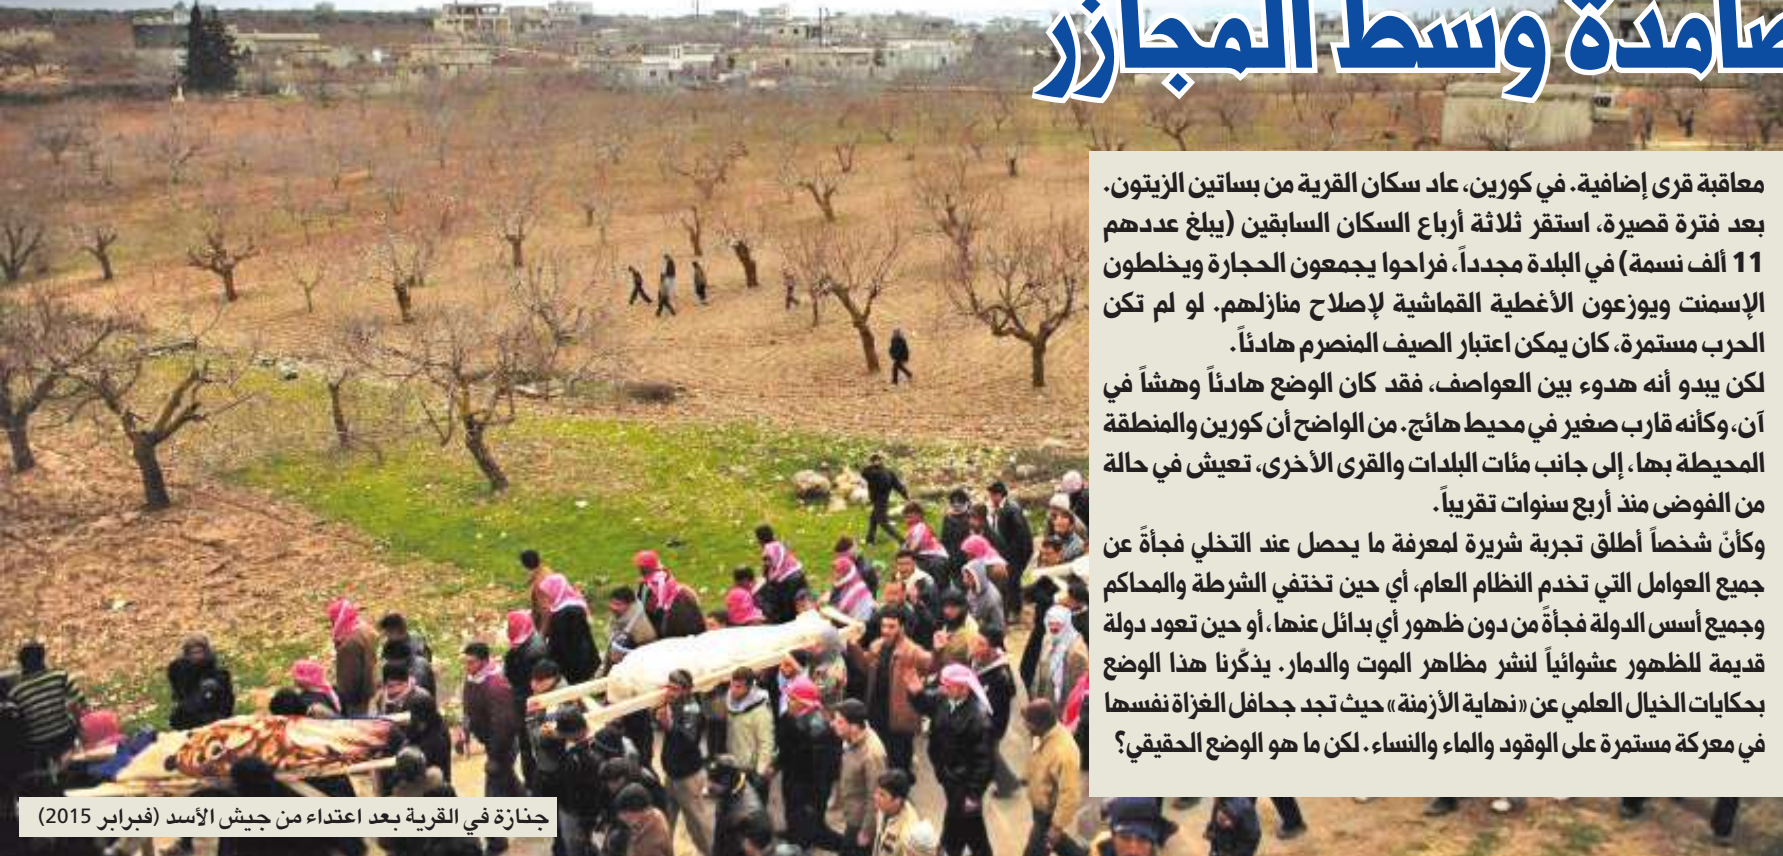 صامدة وسط المجازر
معاقبة قرى إضافية. في كورين، عاد سكان القرية من بساتين الزيتون.
بعد فترة قصيرة، استقر ثلاثة أرباع السكان السابقين (يبلغ عددهم
11 ألف نسمة) في البلدة مجدداً، فراحوا يجمعون الحجارة ويخلطون
الإسمنت ويوزعون الأغطية القماشية لإصلاح منازلهم. لو لم تكن
الحرب مستمرة، كان يمكن اعتبار الصيف المنصرم هادئاً.
لكن يبدو أنه هدوء بين العواصف، فقد كان الوضع هادئاً وهشاً في
آن، وكأنه قارب صغير في محيط هائج. من الواضح أن كورين والمنطقة
المحيطة بها، إلى جانب مئات البلدات والقرى الأخرى، تعيش في حالة
من الفوضى منذ أربع سنوات تقريباً.
وكأنّ شخصاً أطلق تجربة شريرة لمعرفة ما يحصل عند التخلي فجأةً عن
جميع العوامل التي تخدم النظام العام، أي حين تختفي الشرطة والمحاكم
وجميع أسس الدولة فجأةً من دون ظهور أي بدائل عنها، أو حين تعود دولة
قديمة للظهور عشوائياً لنشر مظاهر الموت والدمار. يذكّرنا هذا الوضع
بحكايات الخيال العلمي عن «نهاية الأزمنة» حيث تجد جحافل الغزاة نفسها
في معركة مستمرة على الوقود والماء والنساء. لكن ما هو الوضع الحقيقي؟
جنازة في القرية بعد اعتداء من جيش الأسد (فبراير 2015)